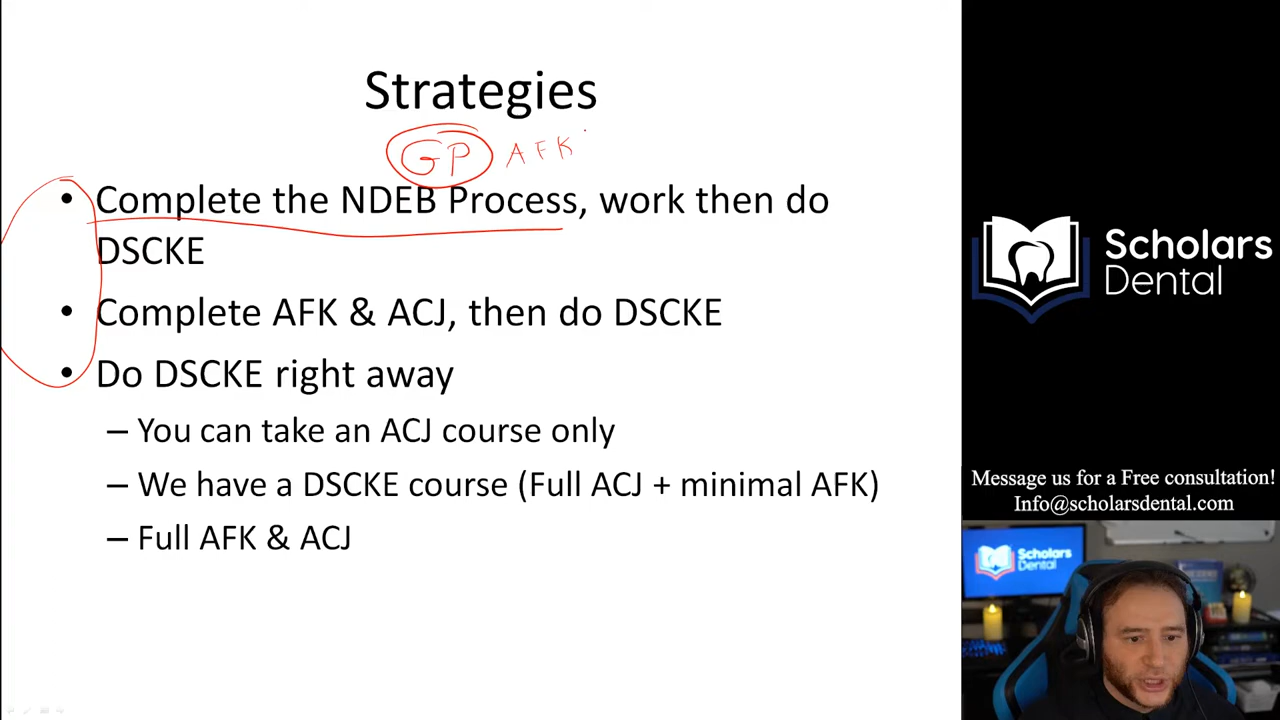 Strategies
GP AFK
• Complete the NDEB Process, work then do
DSCKE
• Complete AFK & ACJ, then do DSCKE
• Do DSCKE right away
– You can take an ACJ course only
– We have a DSCKE course (Full ACJ + minimal AFK)
– Full AFK & ACJ
Scholars
Dental
Message us for a Free consultation!
Info@scholarsdental.com
Scholars
Dental